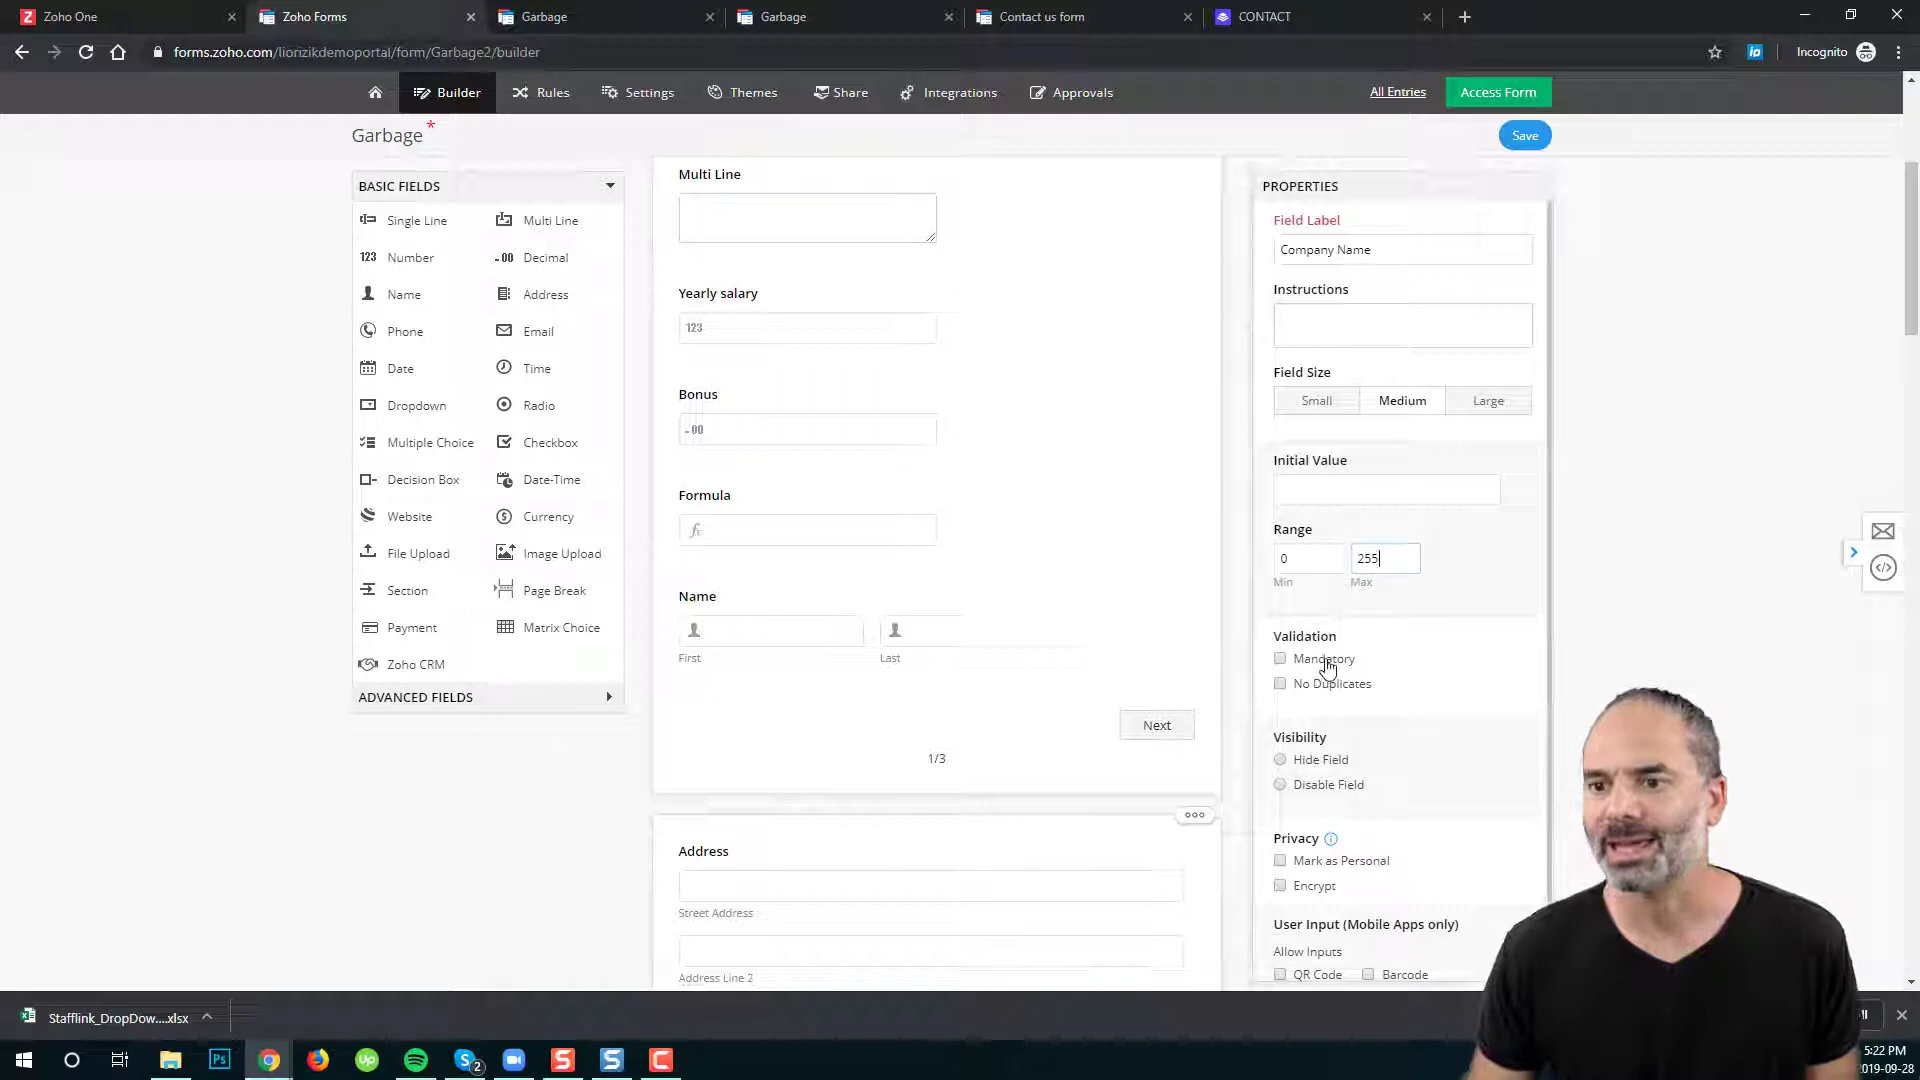 Zoho One
Zoho Forms
Garbage
Garbage
Contact us form
CONTACT
forms.zoho.com/liorizikdemoportal/form/Garbage2/builder
Incognito
Builder
Rules
Settings
Themes
Share
Integrations
Approvals
All Entries
Access Form
Garbage *
Save
BASIC FIELDS
Single Line
Multi Line
Number
Decimal
Name
Address
Phone
Email
Date
Time
Dropdown
Radio
Multiple Choice
Checkbox
Decision Box
Date-Time
Website
Currency
File Upload
Image Upload
Section
Page Break
Payment
Matrix Choice
Zoho CRM
ADVANCED FIELDS
Multi Line
Yearly salary
123
Bonus
-00
Formula
fx
Name
First
Last
Next
1/3
Address
Street Address
Address Line 2
PROPERTIES
Field Label
Company Name
Instructions
Field Size
Small
Medium
Large
Initial Value
Range
0
255
Min
Max
Validation
Mandatory
No Duplicates
Visibility
Hide Field
Disable Field
Privacy
Mark as Personal
Encrypt
User Input (Mobile Apps only)
Allow Inputs
QR Code
Barcode
Stafflink_DropDow....xlsx
5:22 PM
2019-09-28